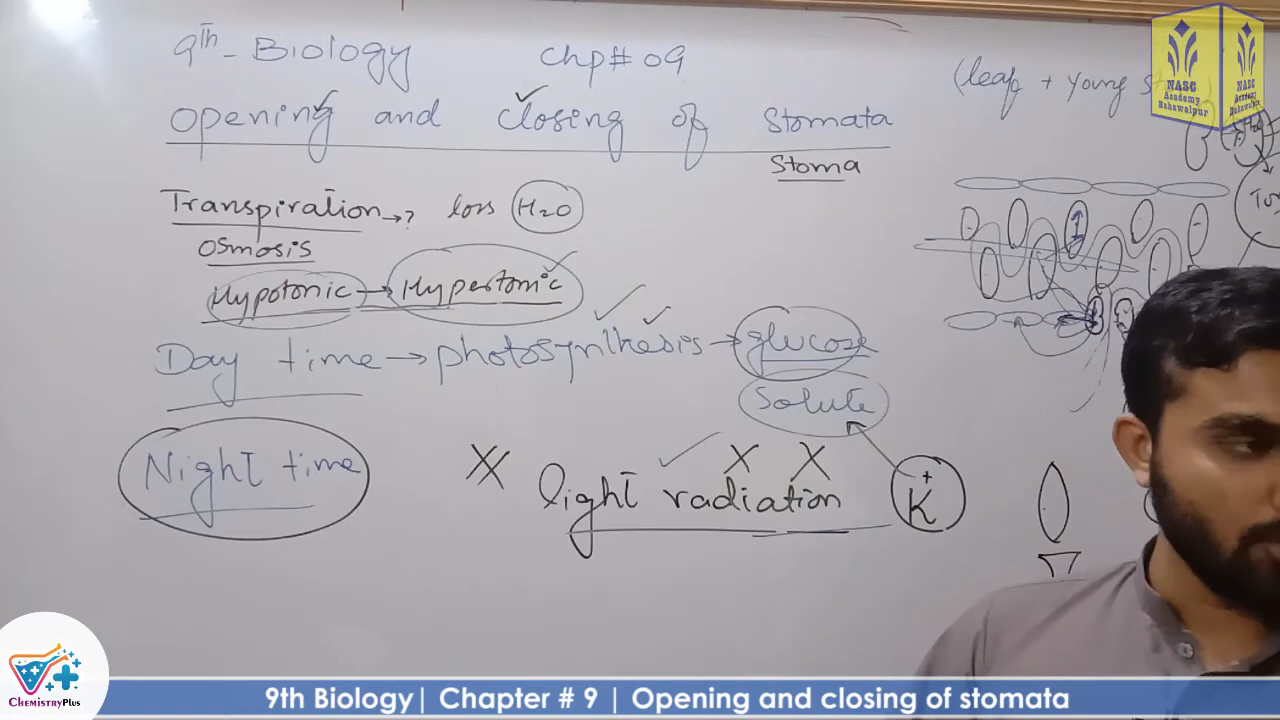 9th - Biology Chp# 09
(leaf + Young
Opening and closing of Stomata
Stoma
Transpiration → ? loss H2O
Osmosis
Hypotonic → Hypertonic
Day time → photosynthesis → glucose
Solute
Night time
light radiation
K+
NASC
Academy
Bahawalpur
NASC
Academy
Bahawalpur
CHEMISTRYPLUS
9th Biology| Chapter # 9 | Opening and closing of stomata